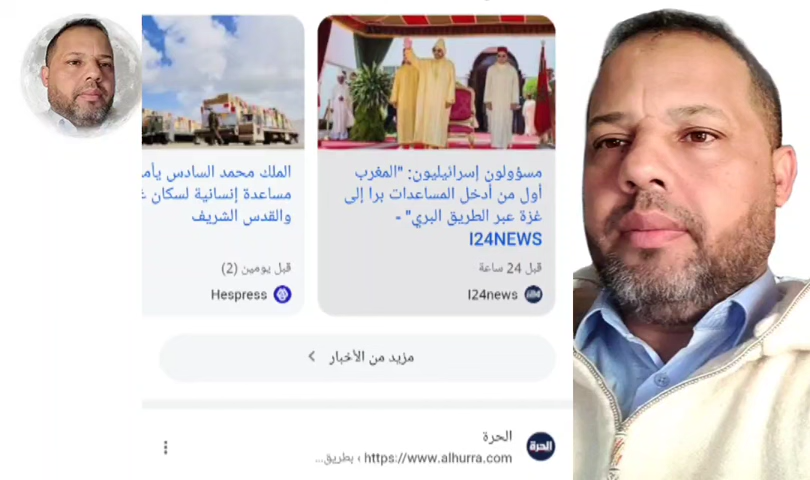 مسؤولون إسرائيليون: "المغرب
أول من أدخل المساعدات برا إلى
غزة عبر الطريق البري" -
I24NEWS
قبل 24 ساعة
I24news
الملك محمد السادس
مساعدة إنسانية لسكان
والقدس الشريف
قبل يومين (2)
Hespress
مزيد من الأخبار
الحرة
https://www.alhurra.com › بطريق...
الحرة